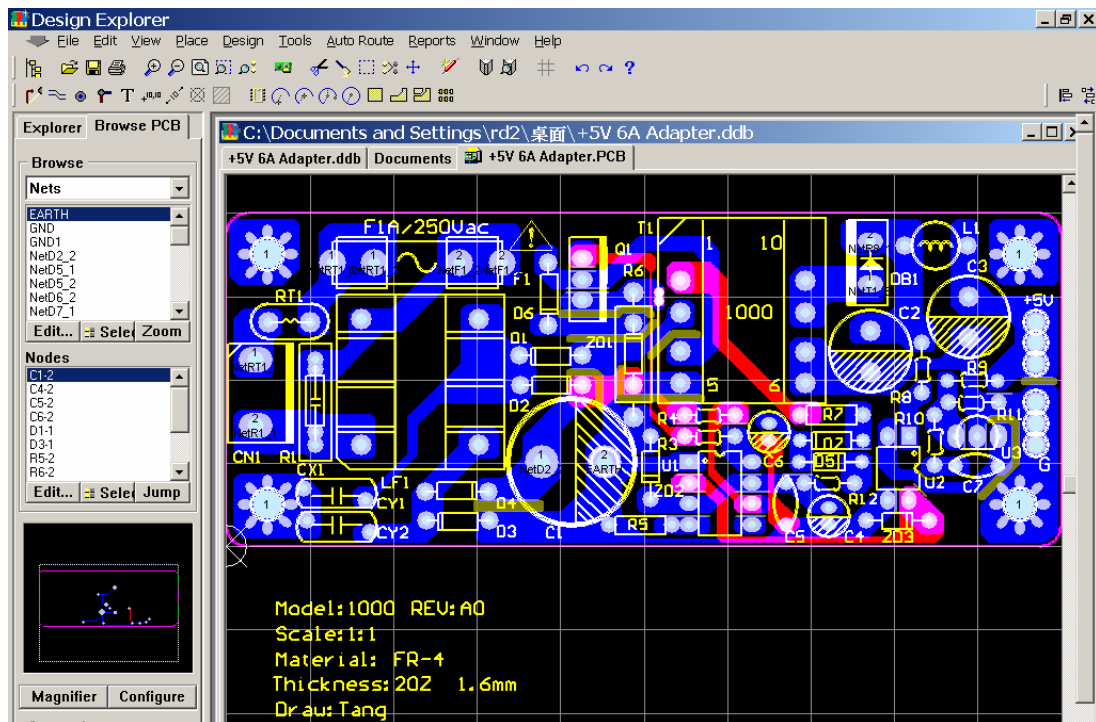 Design Explorer
File Edit View Place Design Tools Auto Route Reports Window Help
T +10,10
Explorer Browse PCB
C:\Documents and Settings\rd2\桌面\+5V 6A Adapter.ddb
+5V 6A Adapter.ddb Documents +5V 6A Adapter.PCB
Browse
Nets
EARTH
GND
GND1
NetD2_2
NetD5_1
NetD5_2
NetD6_2
NetD7_1
Edit... Selec Zoom
Nodes
C1-2
C4-2
C5-2
C6-2
D1-1
D3-1
R5-2
R6-2
Edit... Selec Jump
Magnifier Configure
F1A/250Vac
T1
L1
Q1
1 10
R6
F1
DB1
C3
+5V
RT1
D6
1000
C2
D1
ZD1
5 6
R9
R8
D2
R4
R7
R10
R11
R3
D7
U3
CN1
R1
CX1
NetD2
2
EARTH
U1
C6
D5
U2
C7
G
LF1
CY1
D4
ZD2
R12
CY2
D3
C1
R5
C5
C4
ZD3
Model:1000 REV:A0
Scale:1:1
Material: FR-4
Thickness:2OZ 1.6mm
Draw:Tang